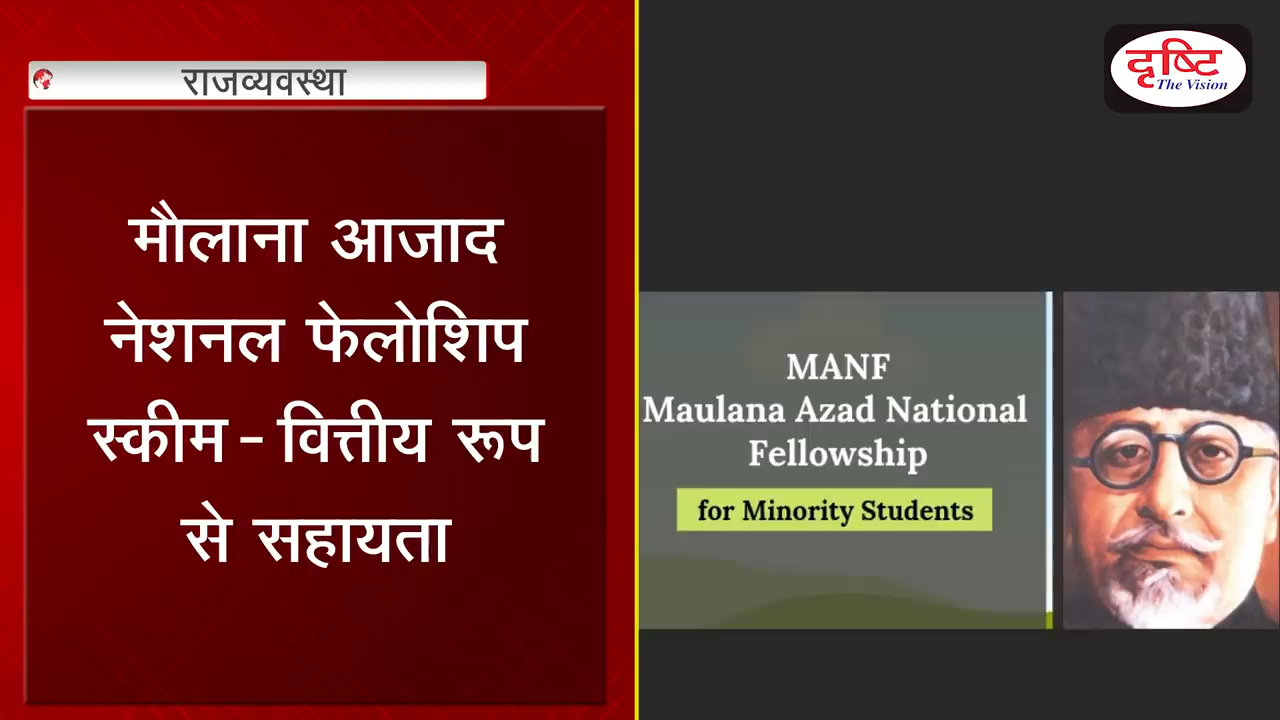 राजव्यवस्था
मौलाना आजाद
नेशनल फेलोशिप
स्कीम - वित्तीय रूप
से सहायता
दृष्टि
The Vision
MANF
Maulana Azad National
Fellowship
for Minority Students